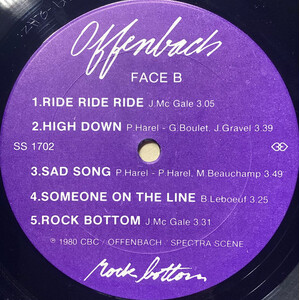 Offenbach
FACE B
1.RIDE RIDE RIDE J.Mc Gale 3.05
2.HIGH DOWN P.Harel - G.Boulet, J.Gravel 3.39
SS 1702
3.SAD SONG P.Harel - P.Harel, M.Beauchamp 3.49
4.SOMEONE ON THE LINE B.Leboeuf 3.25
5.ROCK BOTTOM J.Mc Gale 3.31
℗ 1980 CBC / OFFENBACH / SPECTRA SCENE
rock bottom